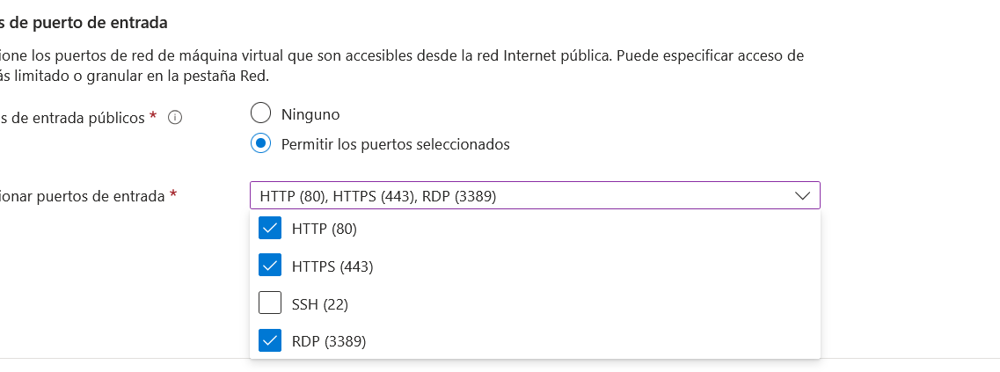 s de puerto de entrada
ione los puertos de red de máquina virtual que son accesibles desde la red Internet pública. Puede especificar acceso de
ás limitado o granular en la pestaña Red.
s de entrada públicos *
Ninguno
Permitir los puertos seleccionados
ionar puertos de entrada *
HTTP (80), HTTPS (443), RDP (3389)
HTTP (80)
HTTPS (443)
SSH (22)
RDP (3389)